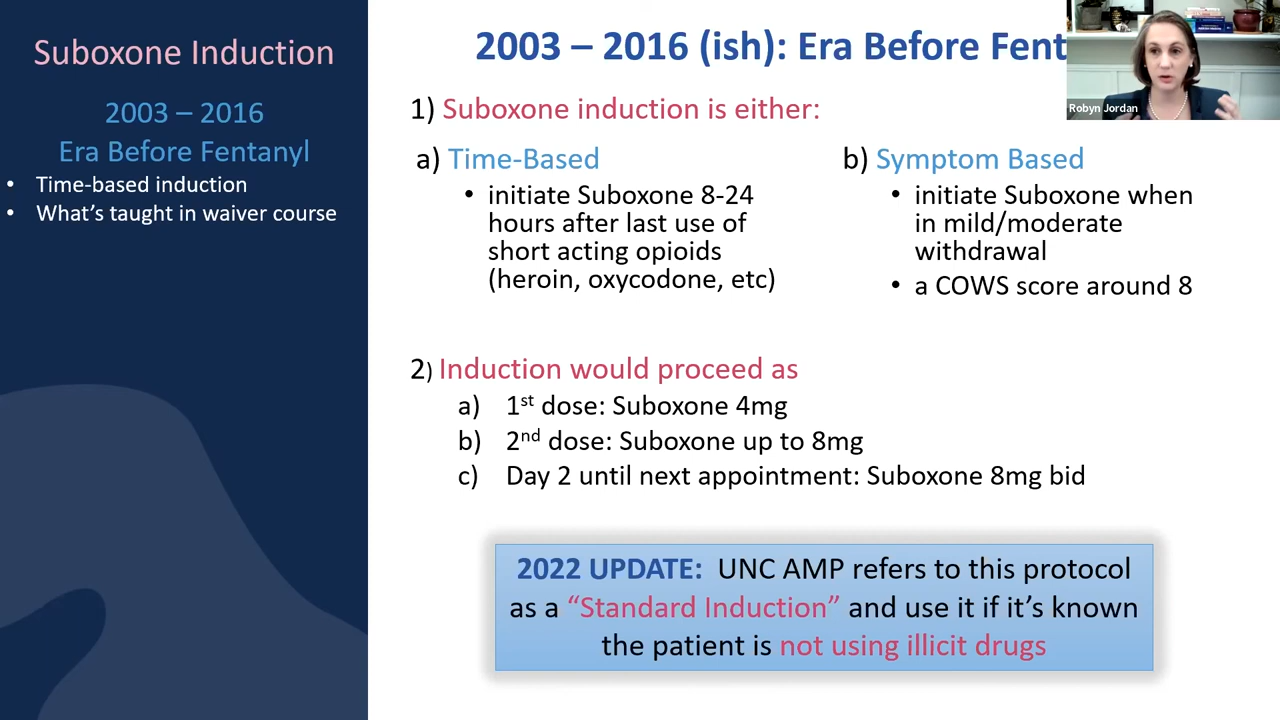 Suboxone Induction
2003 – 2016
Era Before Fentanyl
• Time-based induction
• What's taught in waiver course
2003 – 2016 (ish): Era Before Fent
Robyn Jordan
1) Suboxone induction is either:
a) Time-Based
• initiate Suboxone 8-24
hours after last use of
short acting opioids
(heroin, oxycodone, etc)
b) Symptom Based
• initiate Suboxone when
in mild/moderate
withdrawal
• a COWS score around 8
2) Induction would proceed as
a) 1st dose: Suboxone 4mg
b) 2nd dose: Suboxone up to 8mg
c) Day 2 until next appointment: Suboxone 8mg bid
2022 UPDATE: UNC AMP refers to this protocol
as a “Standard Induction” and use it if it's known
the patient is not using illicit drugs